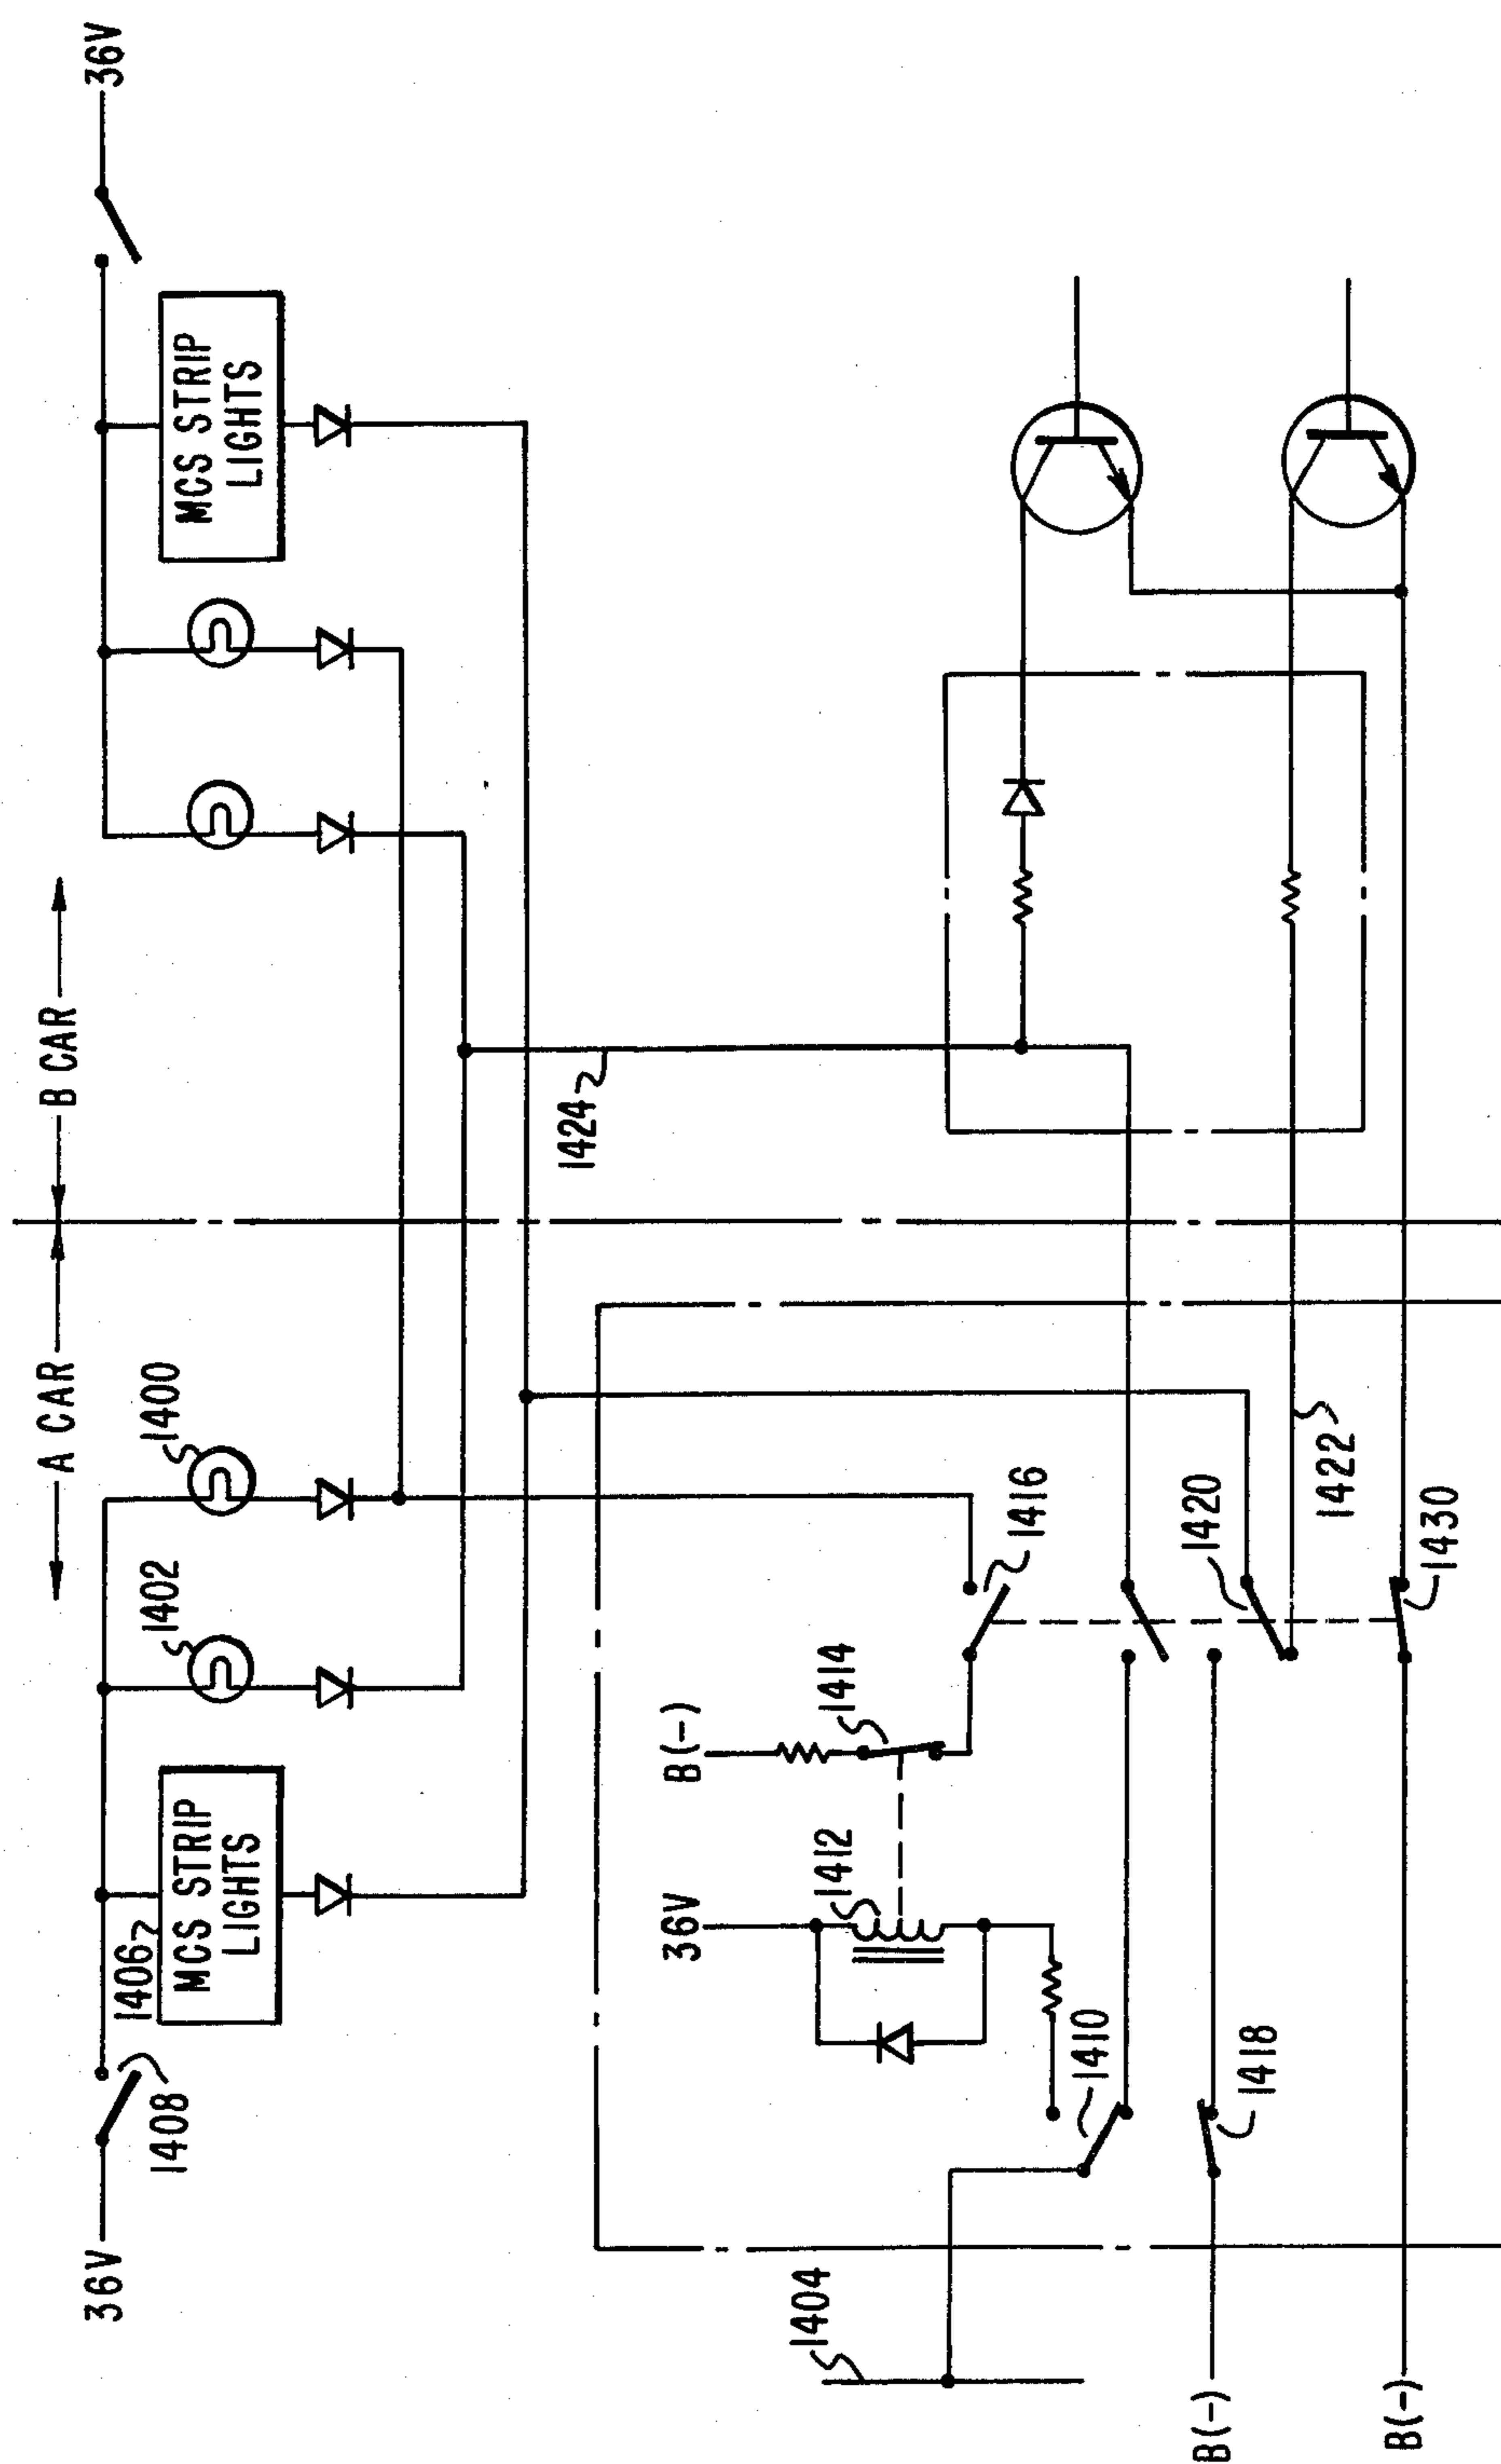 36V
1408
1406
MCS STRIP
LIGHTS
1402
1400
A CAR
B CAR
MCS STRIP
LIGHTS
36V
1404
36V
1412
B(-)
1414
1416
1424
1410
1418
1420
1422
1430
B(-)
B(-)